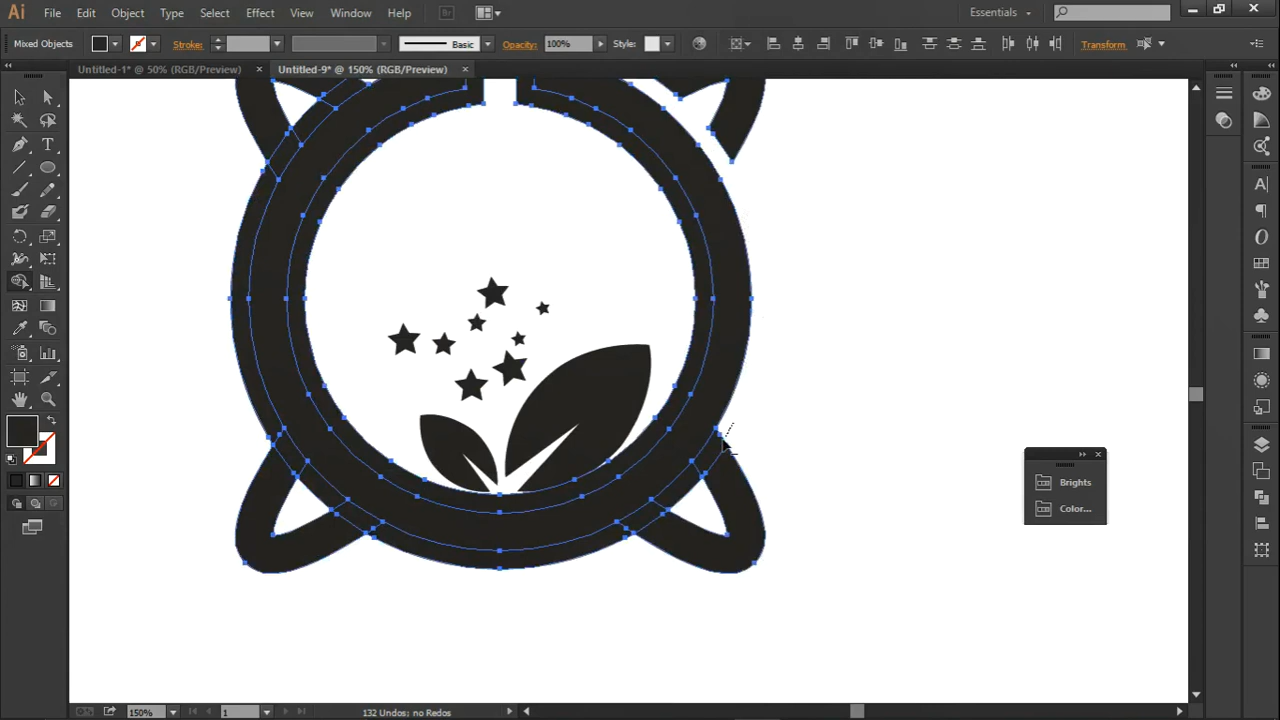 Ai File Edit Object Type Select Effect View Window Help Br Essentials
Mixed Objects Stroke: Basic Opacity: 100% Style: Transform
Untitled-1* @ 50% (RGB/Preview) Untitled-9* @ 150% (RGB/Preview)
Brights
Color...
150% 1 132 Undos: no Redos